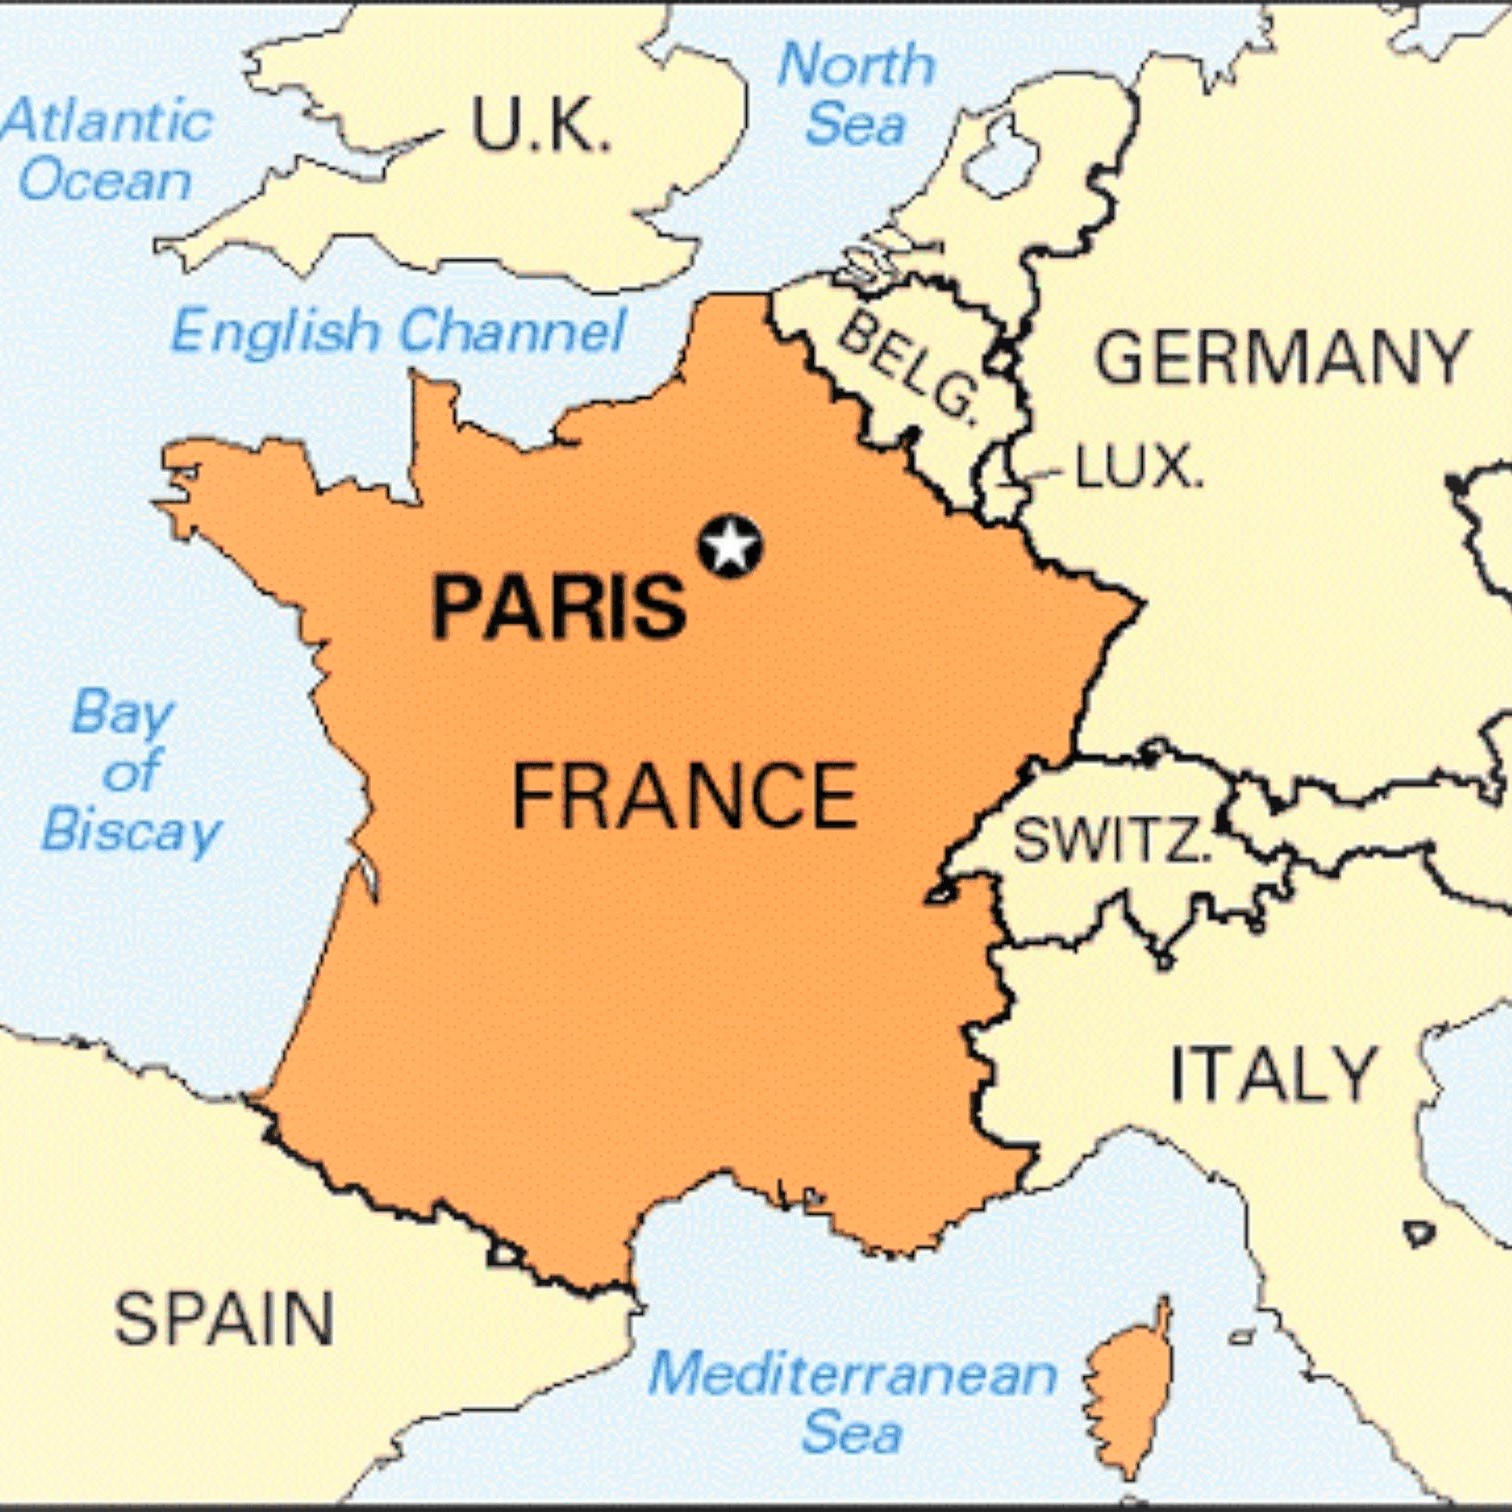 North
Sea
Atlantic
Ocean
U.K.
English Channel
BELG.
GERMANY
LUX.
PARIS
Bay
of
Biscay
FRANCE
SWITZ.
ITALY
SPAIN
Mediterranean
Sea